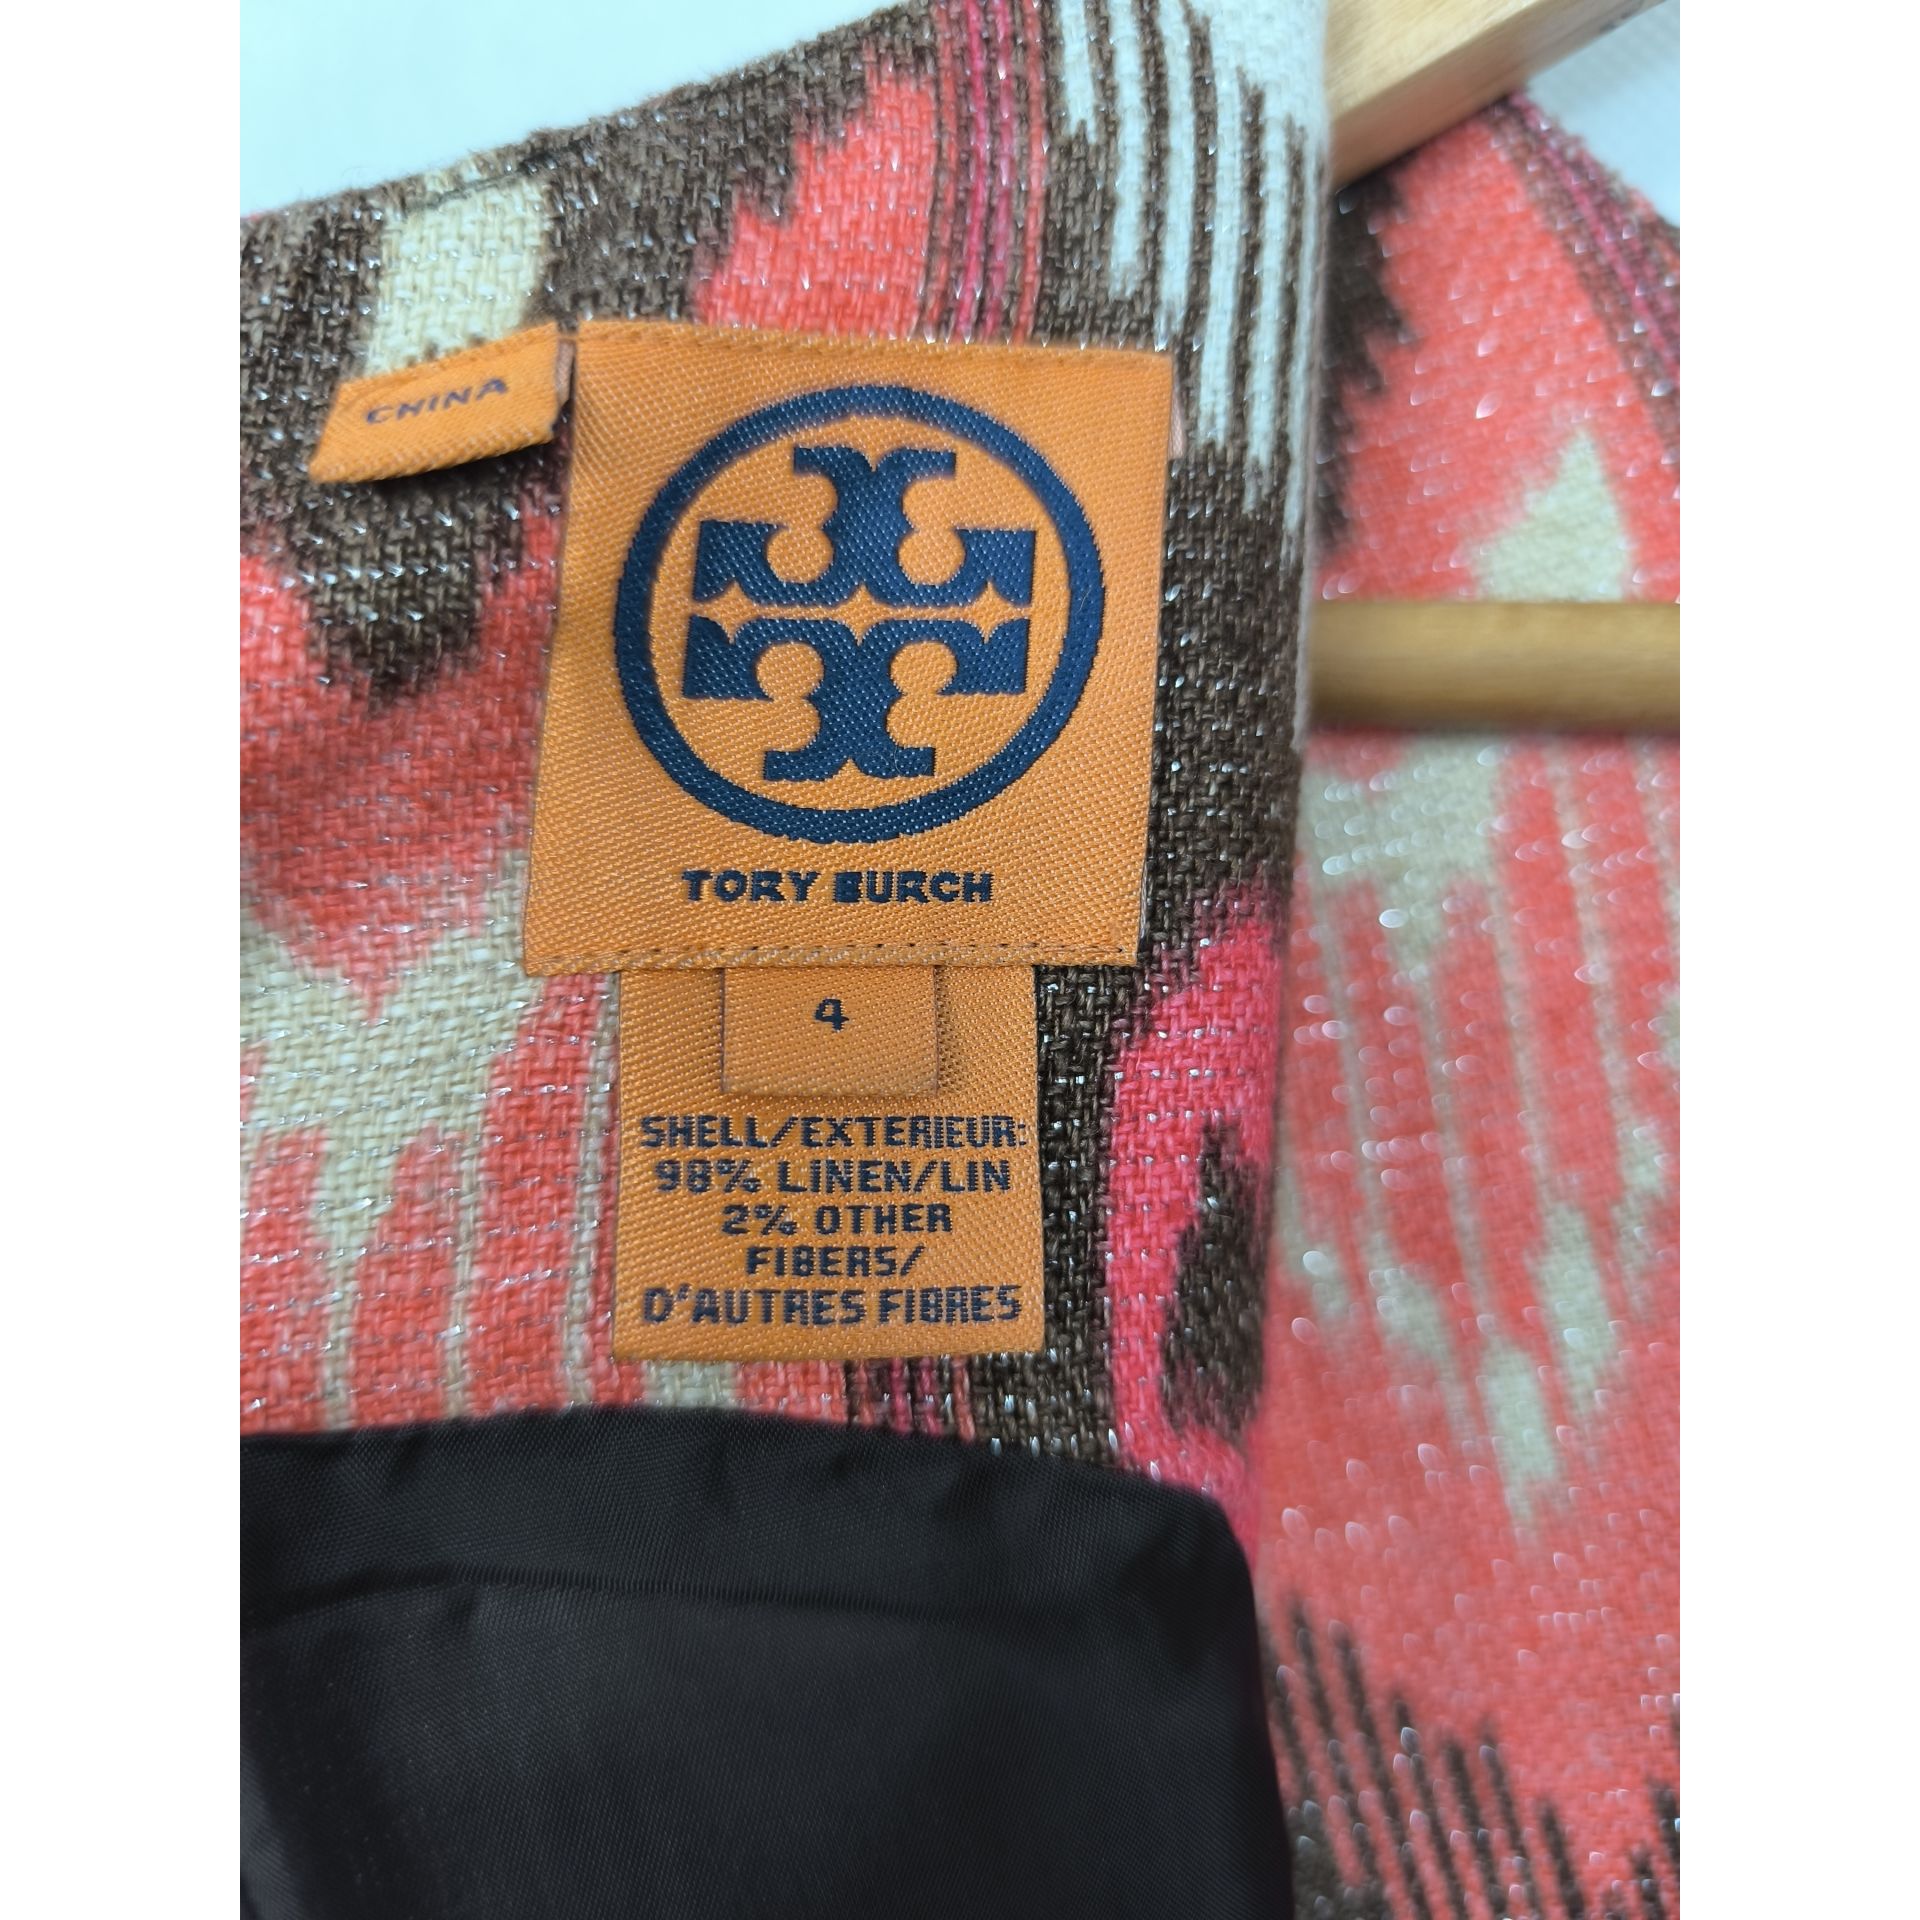 CHINA
TORY BURCH
4
SHELL/EXTERIEUR:
98% LINEN/LIN
2% OTHER
FIBERS/
D'AUTRES FIBRES